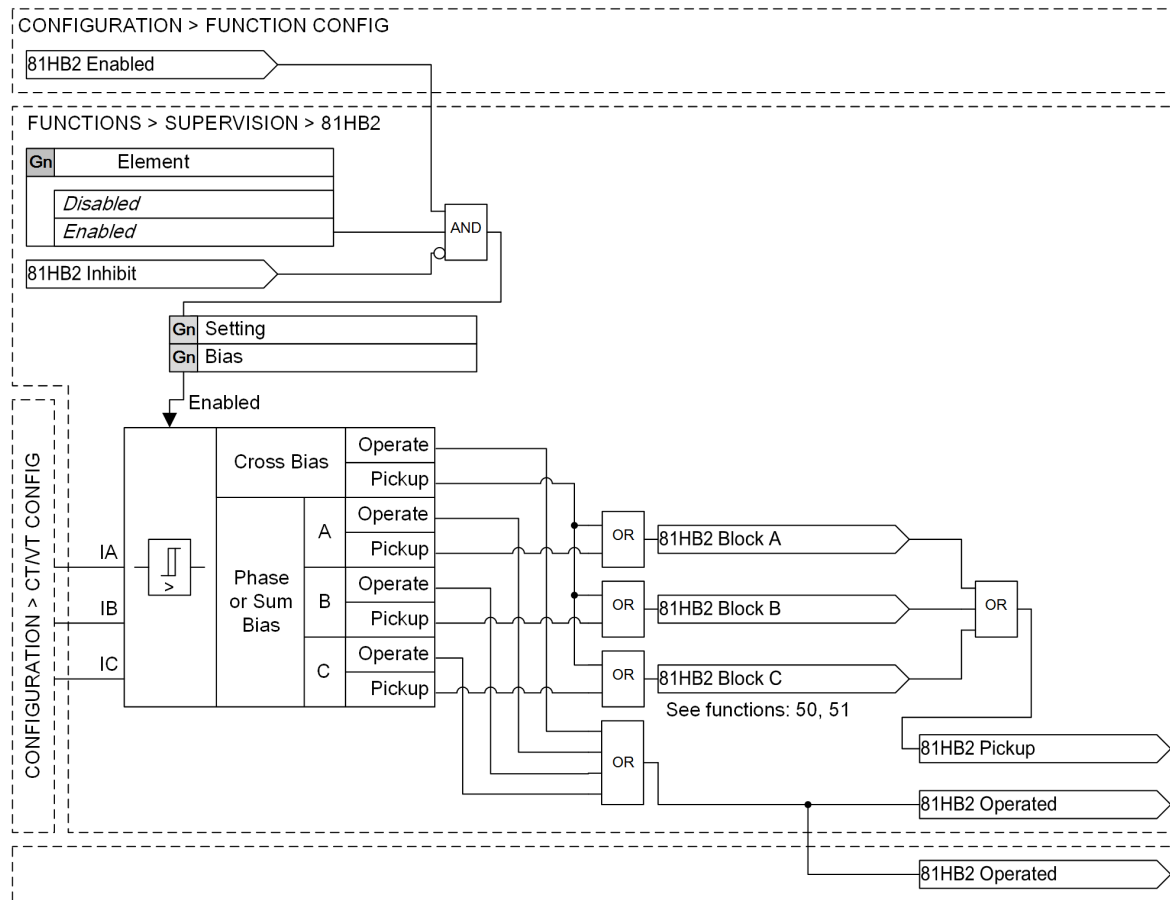 CONFIGURATION > FUNCTION CONFIG
81HB2 Enabled
FUNCTIONS > SUPERVISION > 81HB2
Gn Element
Disabled
Enabled
AND
81HB2 Inhibit
Gn Setting
Gn Bias
Enabled
CONFIGURATION > CT/VT CONFIG
IA
IB
IC
>
Cross Bias
Operate
Pickup
Phase
or Sum
Bias
A
Operate
Pickup
B
Operate
Pickup
C
Operate
Pickup
OR
81HB2 Block A
OR
81HB2 Block B
OR
81HB2 Block C
See functions: 50, 51
OR
OR
81HB2 Pickup
81HB2 Operated
81HB2 Operated